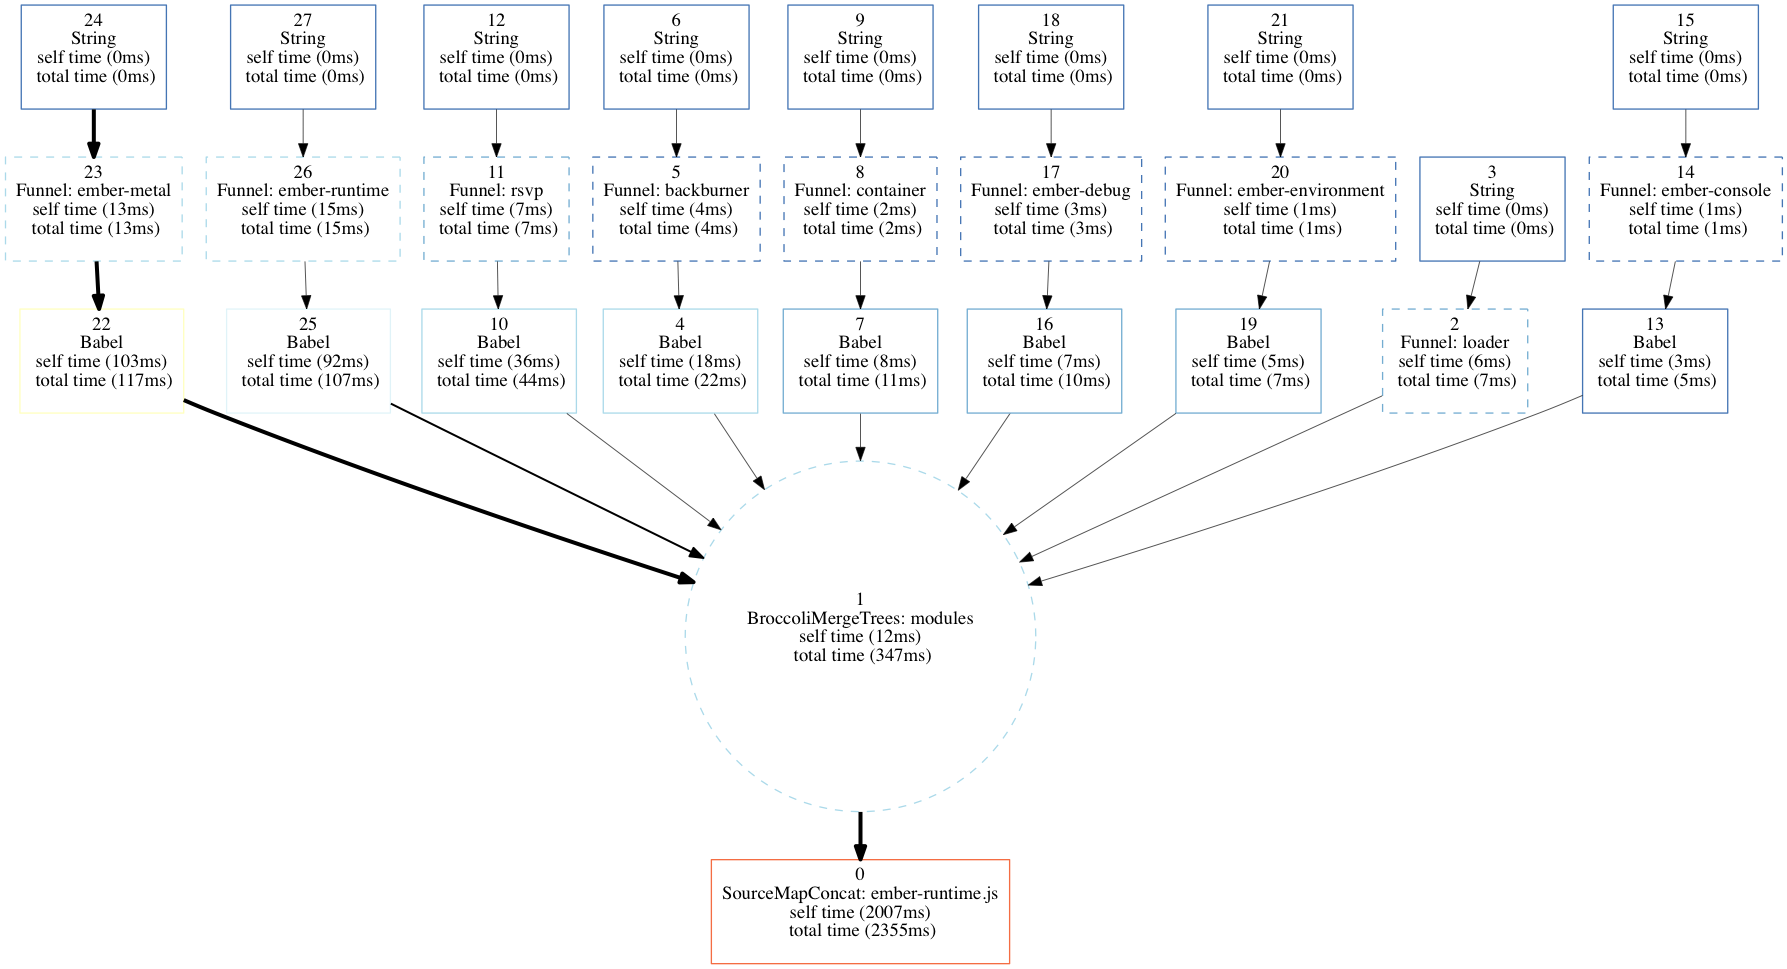 24
String
self time (0ms)
total time (0ms)
27
String
self time (0ms)
total time (0ms)
12
String
self time (0ms)
total time (0ms)
6
String
self time (0ms)
total time (0ms)
9
String
self time (0ms)
total time (0ms)
18
String
self time (0ms)
total time (0ms)
21
String
self time (0ms)
total time (0ms)
15
String
self time (0ms)
total time (0ms)
23
Funnel: ember-metal
self time (13ms)
total time (13ms)
26
Funnel: ember-runtime
self time (15ms)
total time (15ms)
11
Funnel: rsvp
self time (7ms)
total time (7ms)
5
Funnel: backburner
self time (4ms)
total time (4ms)
8
Funnel: container
self time (2ms)
total time (2ms)
17
Funnel: ember-debug
self time (3ms)
total time (3ms)
20
Funnel: ember-environment
self time (1ms)
total time (1ms)
3
String
self time (0ms)
total time (0ms)
14
Funnel: ember-console
self time (1ms)
total time (1ms)
22
Babel
self time (103ms)
total time (117ms)
25
Babel
self time (92ms)
total time (107ms)
10
Babel
self time (36ms)
total time (44ms)
4
Babel
self time (18ms)
total time (22ms)
7
Babel
self time (8ms)
total time (11ms)
16
Babel
self time (7ms)
total time (10ms)
19
Babel
self time (5ms)
total time (7ms)
2
Funnel: loader
self time (6ms)
total time (7ms)
13
Babel
self time (3ms)
total time (5ms)
1
BroccoliMergeTrees: modules
self time (12ms)
total time (347ms)
0
SourceMapConcat: ember-runtime.js
self time (2007ms)
total time (2355ms)